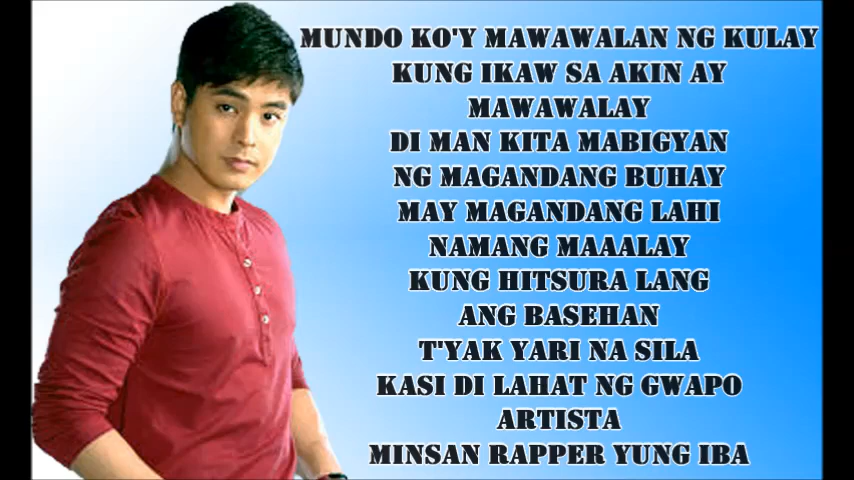 MUNDO KO'Y MAWAWALAN NG KULAY
KUNG IKAW SA AKIN AY
MAWAWALAY
DI MAN KITA MABIGYAN
NG MAGANDANG BUHAY
MAY MAGANDANG LAHI
NAMANG MAAALAY
KUNG HITSURA LANG
ANG BASEHAN
T'YAK YARI NA SILA
KASI DI LAHAT NG GWAPO
ARTISTA
MINSAN RAPPER YUNG IBA